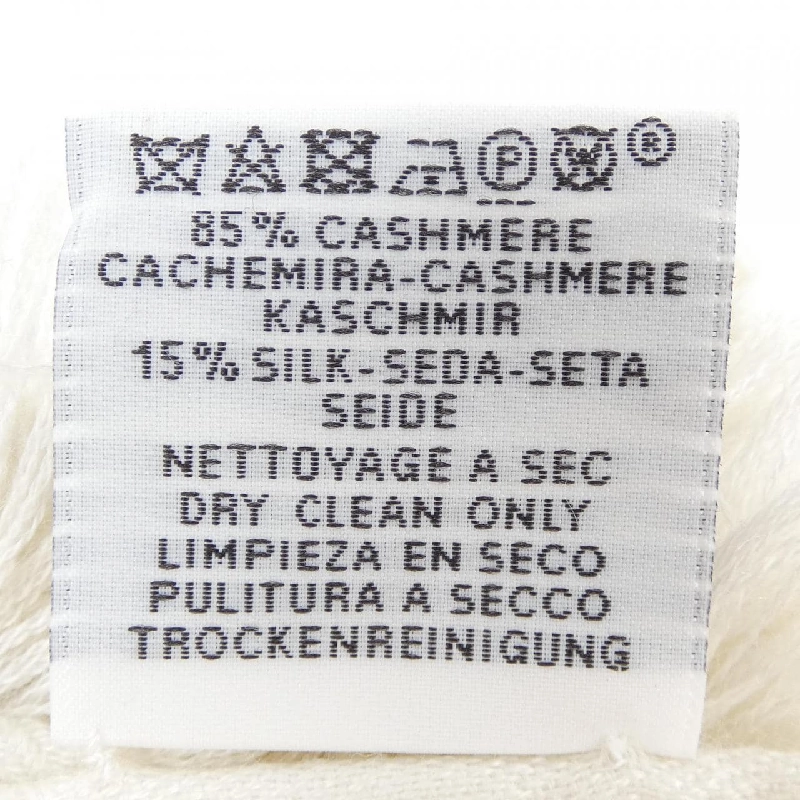 P W ®
85% CASHMERE
CACHEMIRA-CASHMERE
KASCHMIR
15% SILK-SEDA-SETA
SEIDE
NETTOYAGE A SEC
DRY CLEAN ONLY
LIMPIEZA EN SECO
PULITURA A SECCO
TROCKENREINIGUNG